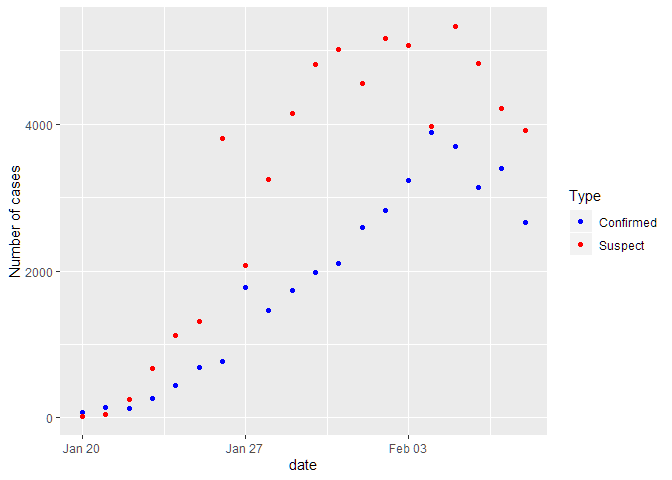 4000
2000
0
Number of cases
Jan 20
Jan 27
Feb 03
date
Type
Confirmed
Suspect